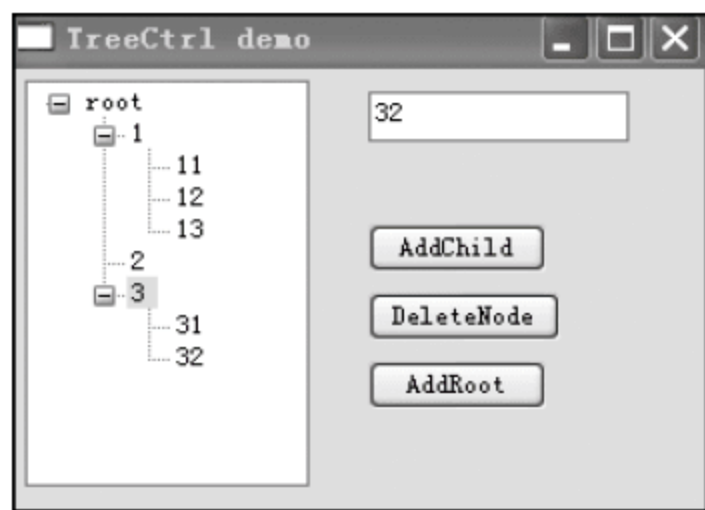 TreeCtrl demo
root
1
11
12
13
2
3
31
32
32
AddChild
DeleteNode
AddRoot